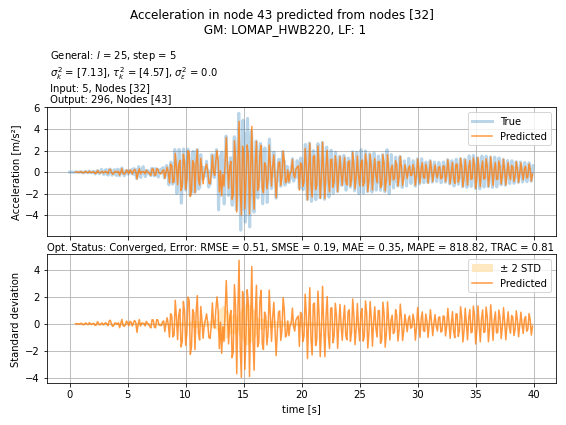 Acceleration in node 43 predicted from nodes [32]
GM: LOMAP_HWB220, LF: 1
General: l = 25, step = 5
σ²ₖ = [7.13], τ²ₖ = [4.57], σ²ε = 0.0
Input: 5, Nodes [32]
Output: 296, Nodes [43]
Acceleration [m/s²]
6
4
2
0
−2
−4
True
Predicted
Opt. Status: Converged, Error: RMSE = 0.51, SMSE = 0.19, MAE = 0.35, MAPE = 818.82, TRAC = 0.81
Standard deviation
4
2
0
−2
−4
± 2 STD
Predicted
0 5 10 15 20 25 30 35 40
time [s]